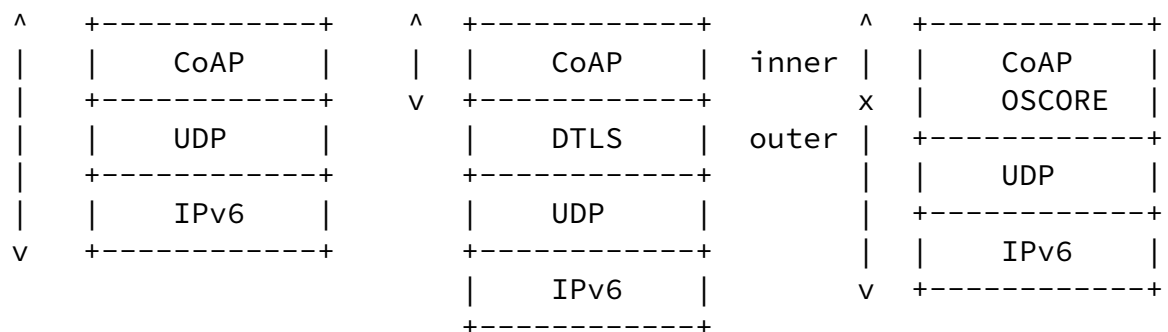 ^     +------------+     ^  +------------+        ^  +------------+
|     |    CoAP    |     |  |    CoAP    |  inner |  |    CoAP    |
|     +------------+     v  +------------+        x  |    OSCORE  |
|     |    UDP     |        |    DTLS    |  outer |  +------------+
|     +------------+        +------------+        |  |    UDP     |
|     |    IPv6    |        |    UDP     |        |  +------------+
v     +------------+        +------------+        |  |    IPv6    |
                            |    IPv6    |        v  +------------+
                            +------------+